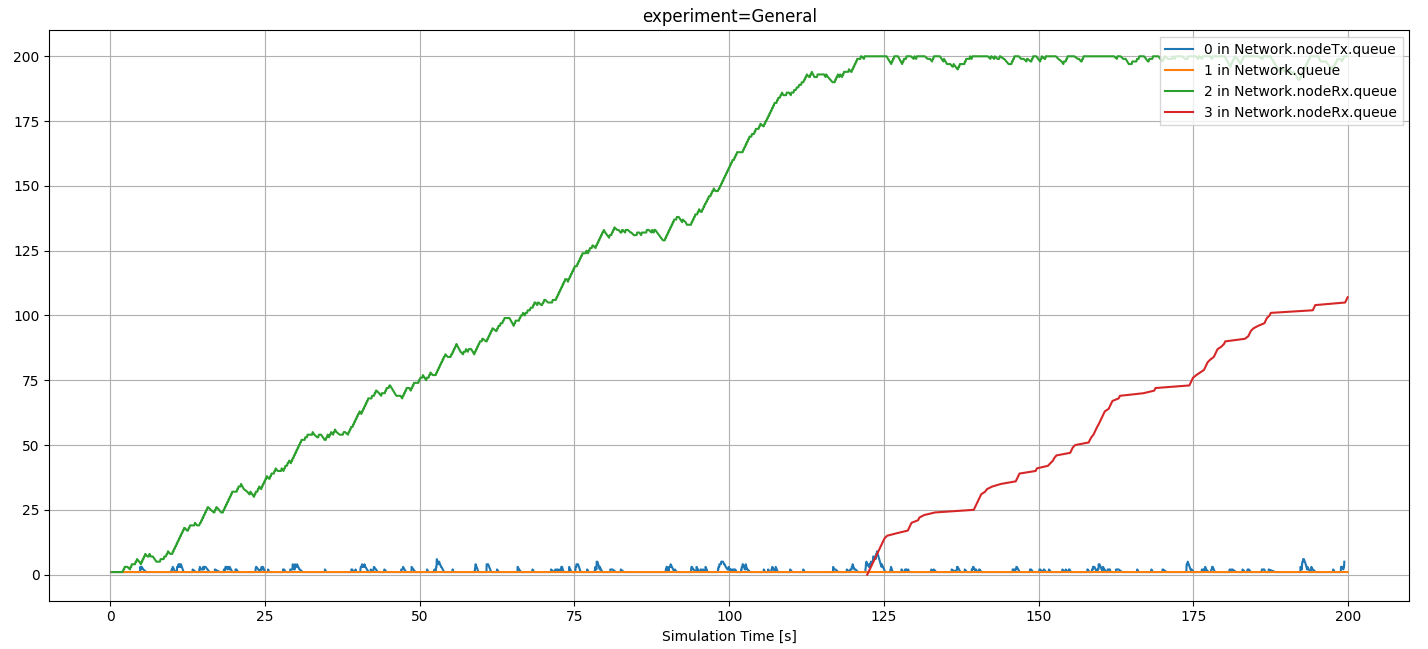 experiment=General
200
175
150
125
100
75
50
25
0
0 in Network.nodeTx.queue
1 in Network.queue
2 in Network.nodeRx.queue
3 in Network.nodeRx.queue
0 25 50 75 100 125 150 175 200
Simulation Time [s]